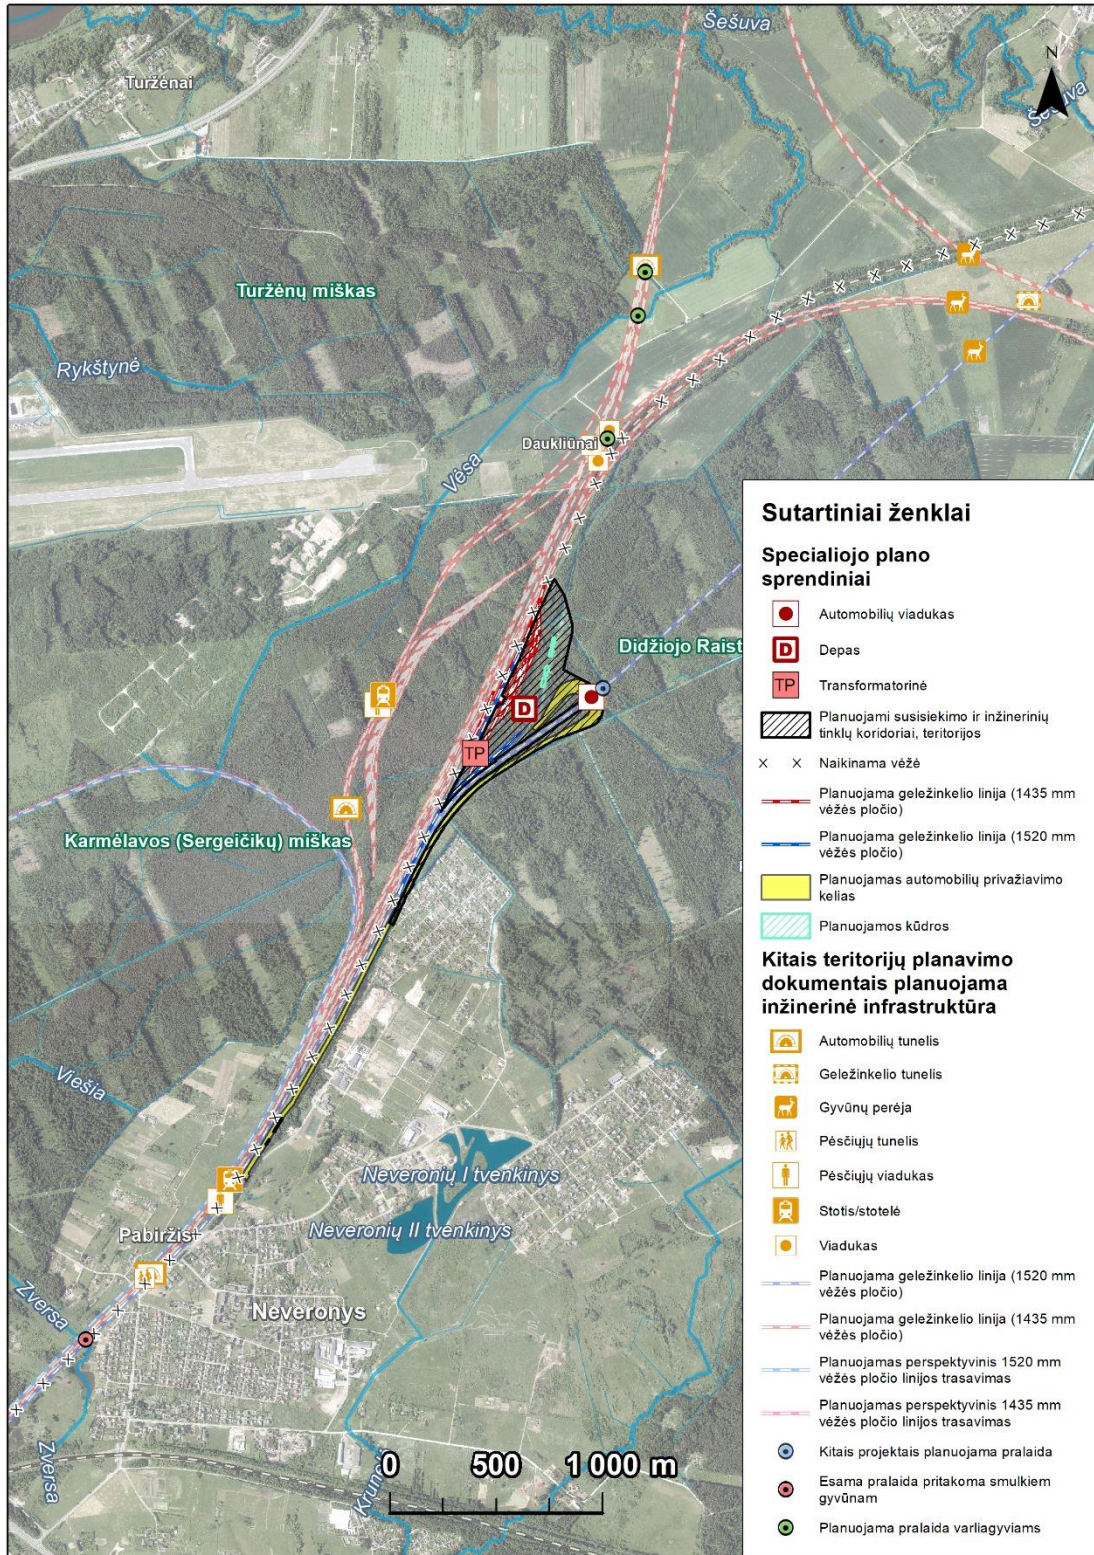 Šešuva
Turžėnai
N
Šešuva
Turžėnų miškas
Rykštynė
Vėsa
Daukliūnai
Didžiojo Raist
D
TP
Karmėlavos (Sergeičikų) miškas
Viešia
Neveronių I tvenkinys
Neveronių II tvenkinys
Pabiržis
Zversa
Neveronys
Zversa
0 500 1 000 m
Sutartiniai ženklai
Specialiojo plano
sprendiniai
Automobilių viadukas
D Depas
TP Transformatorinė
Planuojami susisiekimo ir inžinerinių
tinklų koridoriai, teritorijos
Naikinama vėžė
Planuojama geležinkelio linija (1435 mm
vėžės pločio)
Planuojama geležinkelio linija (1520 mm
vėžės pločio)
Planuojamas automobilių privažiavimo
kelias
Planuojamos kūdros
Kitais teritorijų planavimo
dokumentais planuojama
inžinerinė infrastruktūra
Automobilių tunelis
Geležinkelio tunelis
Gyvūnų perėja
Pėsčiųjų tunelis
Pėsčiųjų viadukas
Stotis/stotelė
Viadukas
Planuojama geležinkelio linija (1520 mm
vėžės pločio)
Planuojama geležinkelio linija (1435 mm
vėžės pločio)
Planuojamas perspektyvinis 1520 mm
vėžės pločio linijos trasavimas
Planuojamas perspektyvinis 1435 mm
vėžės pločio linijos trasavimas
Kitais projektais planuojama pralaida
Esama pralaida pritakoma smulkiem
gyvūnam
Planuojama pralaida varliagyviams